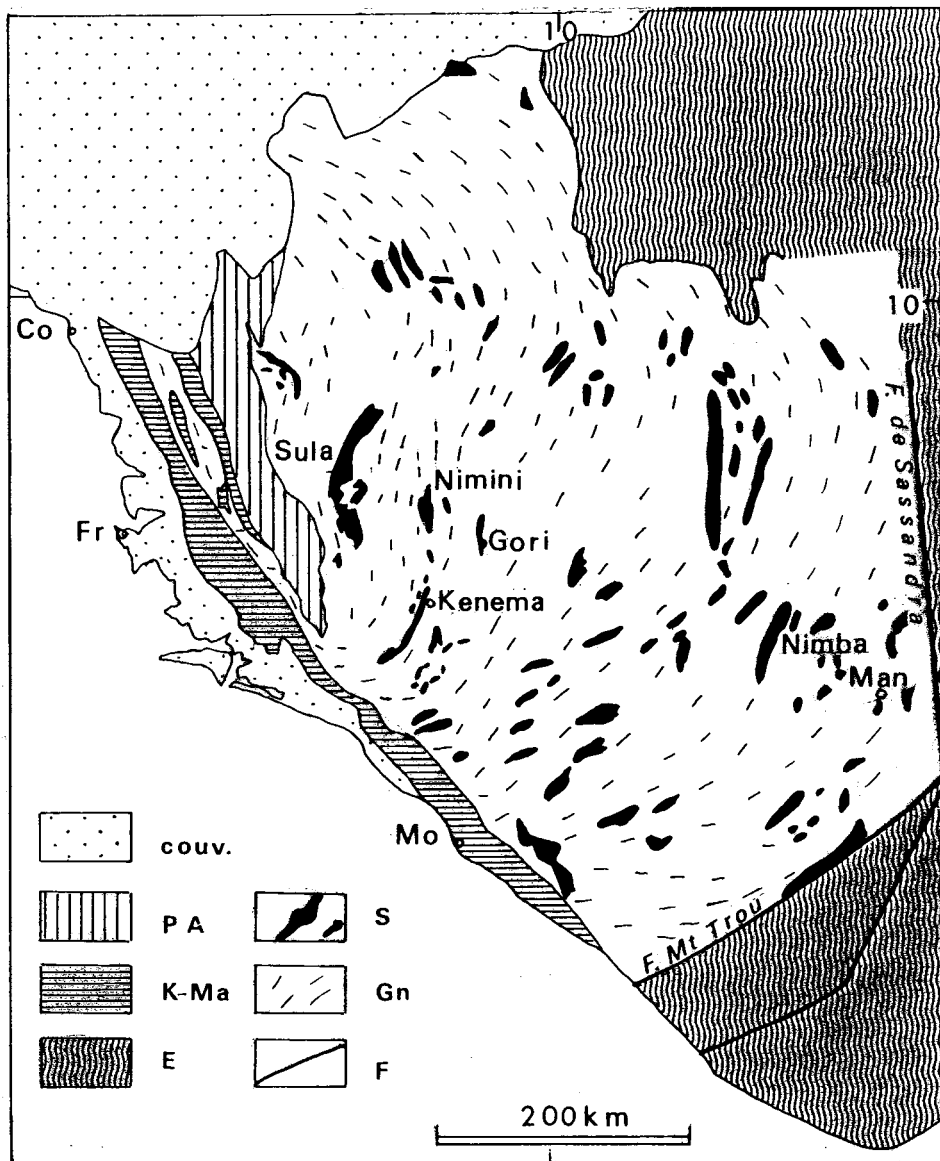 10
10
Co
F. de Sassandra
Sula
Nimini
Fr
Gori
Kenema
Nimba
Man
Mo
F. Mt Trou
couv.
PA
S
K-Ma
Gn
E
F
200km